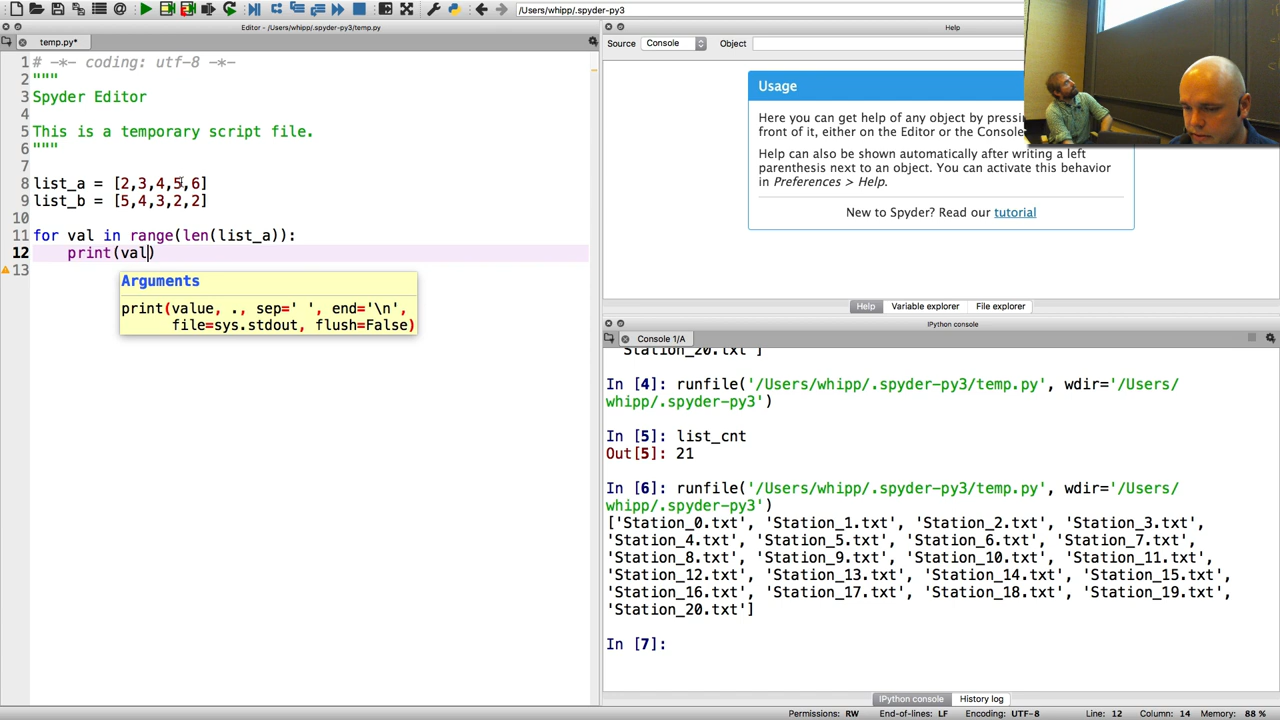 /Users/whipp/.spyder-py3
Editor - /Users/whipp/.spyder-py3/temp.py
Help
temp.py*
Source Console Object
1 # -*- coding: utf-8 -*-
2 """
3 Spyder Editor
4
5 This is a temporary script file.
6 """
7
8 list_a = [2,3,4,5,6]
9 list_b = [5,4,3,2,2]
10
11 for val in range(len(list_a)):
12 print(val)
13
Arguments
print(value, ., sep=' ', end='\n',
file=sys.stdout, flush=False)
Usage
Here you can get help of any object by pressin
front of it, either on the Editor or the Console
Help can also be shown automatically after writing a left
parenthesis next to an object. You can activate this behavior
in Preferences > Help.
New to Spyder? Read our tutorial
Help Variable explorer File explorer
IPython console
Console 1/A
'Station_20.txt']
In [4]: runfile('/Users/whipp/.spyder-py3/temp.py', wdir='/Users/
whipp/.spyder-py3')
In [5]: list_cnt
Out[5]: 21
In [6]: runfile('/Users/whipp/.spyder-py3/temp.py', wdir='/Users/
whipp/.spyder-py3')
['Station_0.txt', 'Station_1.txt', 'Station_2.txt', 'Station_3.txt',
'Station_4.txt', 'Station_5.txt', 'Station_6.txt', 'Station_7.txt',
'Station_8.txt', 'Station_9.txt', 'Station_10.txt', 'Station_11.txt',
'Station_12.txt', 'Station_13.txt', 'Station_14.txt', 'Station_15.txt',
'Station_16.txt', 'Station_17.txt', 'Station_18.txt', 'Station_19.txt',
'Station_20.txt']
In [7]:
IPython console History log
Permissions: RW End-of-lines: LF Encoding: UTF-8 Line: 12 Column: 14 Memory: 88 %